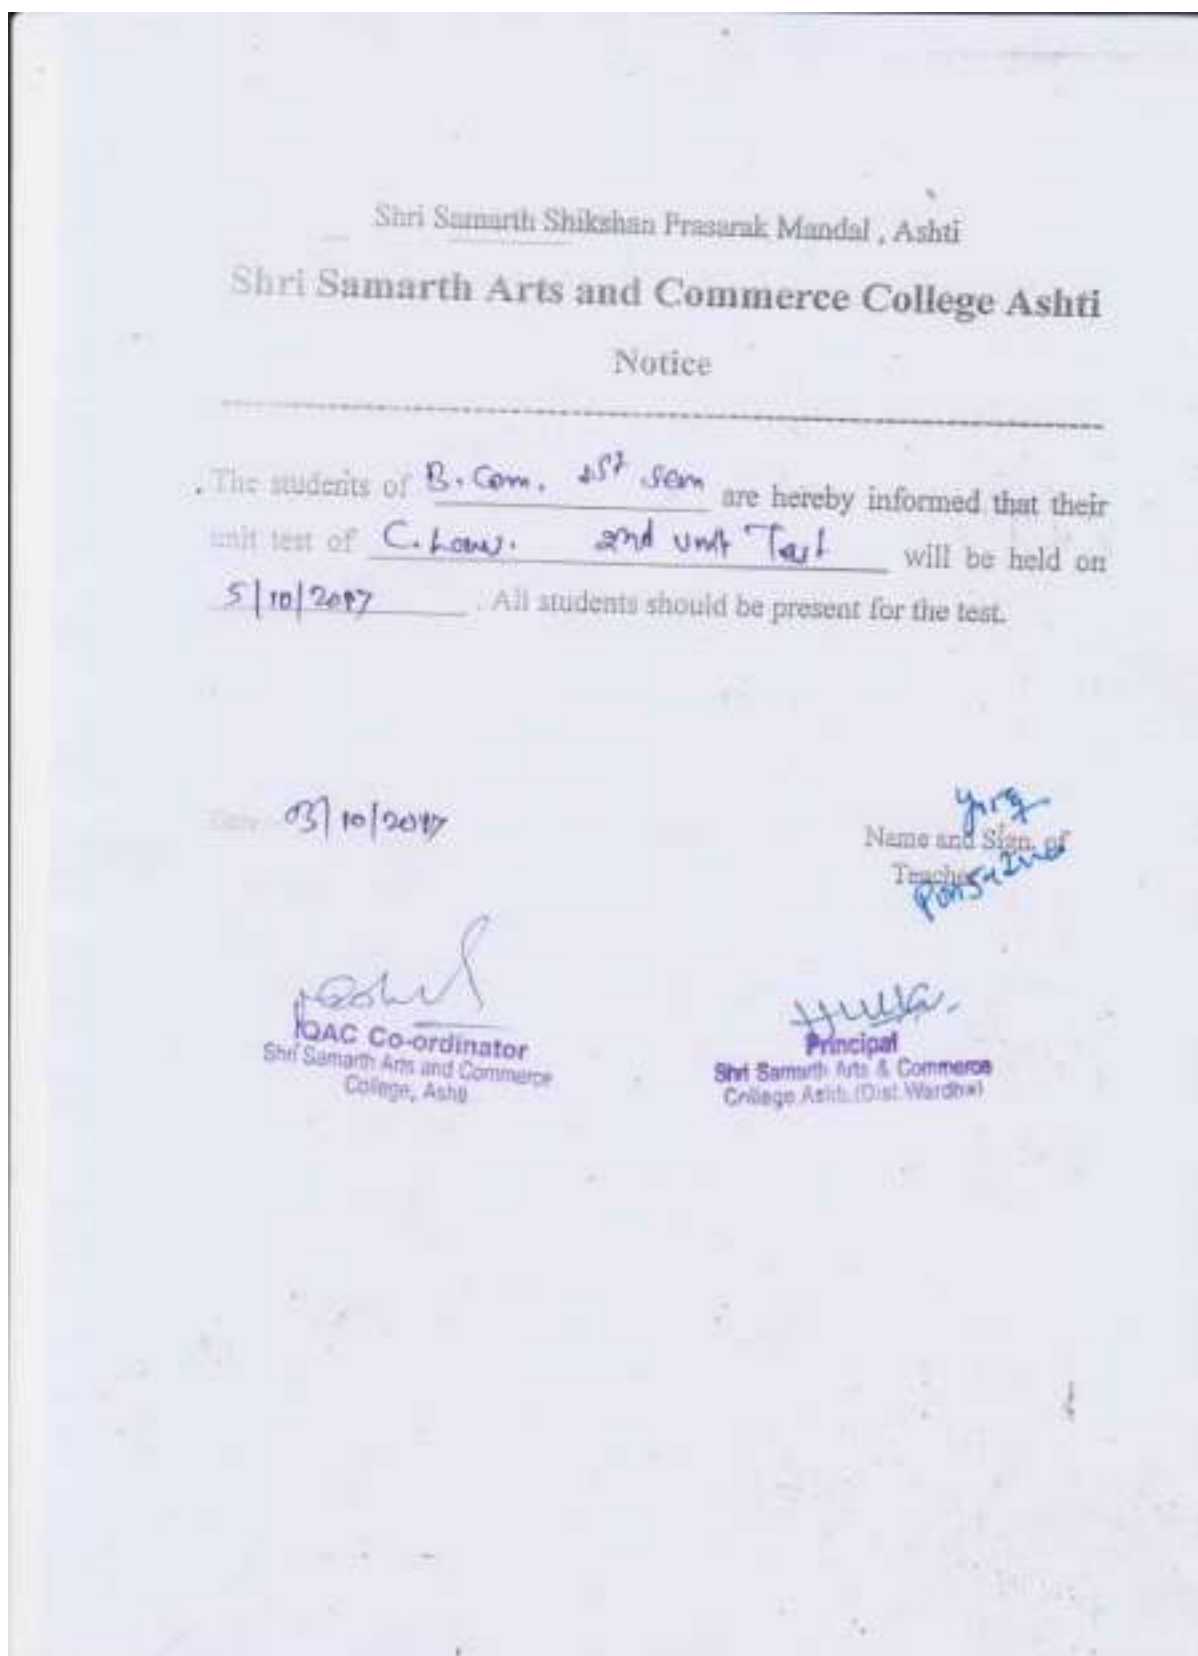 Shri Samarth Shikshan Prasarak Mandal , Ashti
Shri Samarth Arts and Commerce College Ashti
Notice
The students of B. Com. 1st Sem are hereby informed that their
unit test of C. Law. 2nd Unit Test will be held on
5/10/2017 . All students should be present for the test.
Date 03/10/2017
Name and Sign. of
Teacher
IQAC Co-ordinator
Shri Samarth Arts and Commerce
College, Ashti
Principal
Shri Samarth Arts & Commerce
College Ashti (Dist. Wardha)